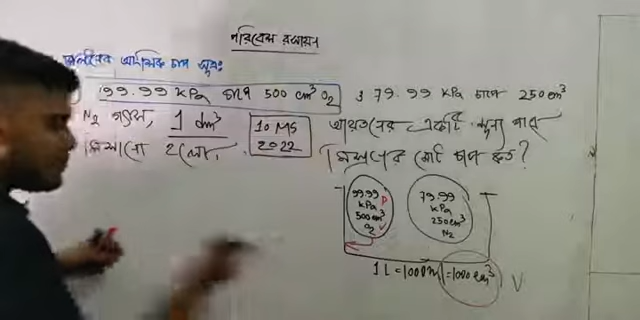 পরিবেশ রসায়ন
আংশিক চাপ সূত্রঃ
99.99 kPa চাপে 500 cm³ O₂ ও 79.99 kPa চাপে 250 cm³
N₂ গ্যাস, 1 dm³ আয়তনের একটি পাত্রে
মিশানো হলো, মিশ্রণের মোট চাপ কত?
10 MS
2022
99.99 kPa 500 cm³ O₂
P
V
79.99 kPa 250 cm³ N₂
1 L = 1000 ml = 1000 cm³ V